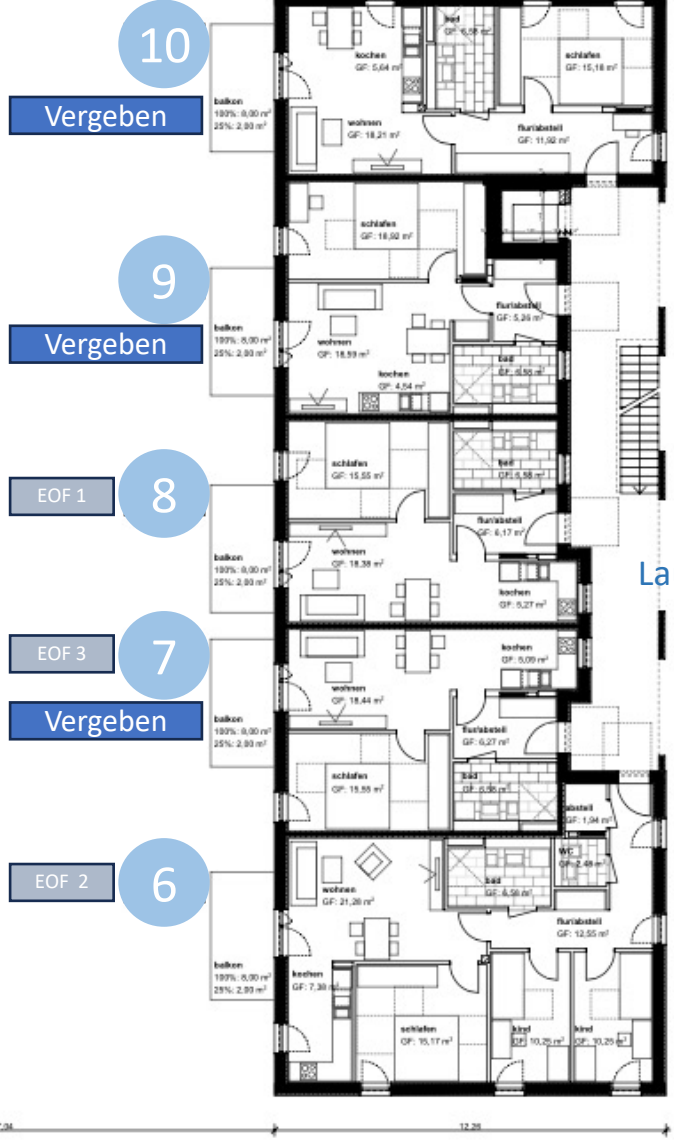 10
Vergeben
balkon
100%: 8,00 m²
25%: 2,00 m²
kochen
GF: 5,64 m²
bad
GF: 6,58 m²
schlafen
GF: 15,18 m²
wohnen
GF: 18,21 m²
flur/abstell
GF: 11,92 m²
9
Vergeben
balkon
100%: 8,00 m²
25%: 2,00 m²
schlafen
GF: 18,92 m²
flur/abstell
GF: 5,26 m²
wohnen
GF: 18,59 m²
kochen
GF: 4,54 m²
bad
GF: 6,58 m²
EOF 1
8
balkon
100%: 8,00 m²
25%: 2,00 m²
schlafen
GF: 15,55 m²
bad
GF: 6,58 m²
flur/abstell
GF: 6,17 m²
wohnen
GF: 18,38 m²
kochen
GF: 5,27 m²
La
EOF 3
7
Vergeben
balkon
100%: 8,00 m²
25%: 2,00 m²
kochen
GF: 5,09 m²
wohnen
GF: 18,44 m²
flur/abstell
GF: 6,27 m²
schlafen
GF: 15,55 m²
bad
GF: 6,58 m²
abstell
GF: 1,94 m²
WC
GF: 2,48 m²
EOF 2
6
balkon
100%: 8,00 m²
25%: 2,00 m²
wohnen
GF: 21,28 m²
bad
GF: 6,58 m²
flur/abstell
GF: 12,55 m²
kochen
GF: 7,38 m²
schlafen
GF: 15,17 m²
kind
GF: 10,25 m²
kind
GF: 10,25 m²
12.26